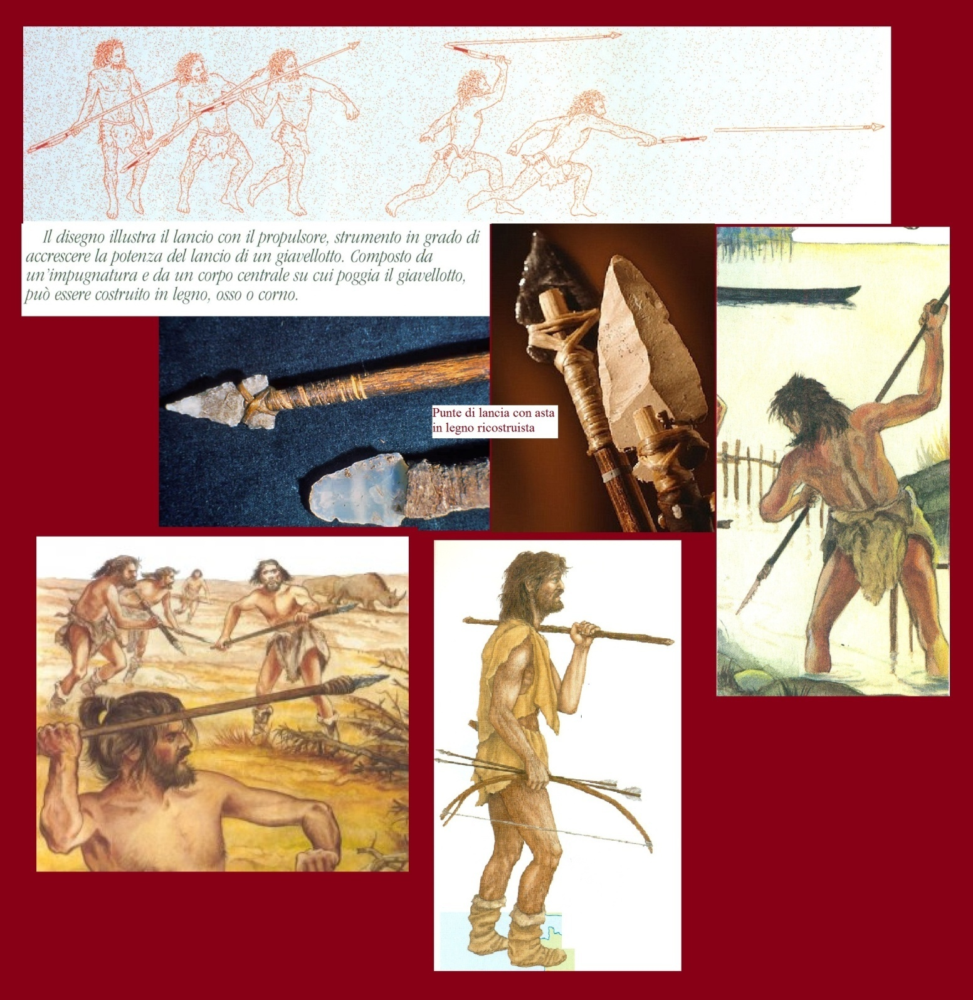 Il disegno illustra il lancio con il propulsore, strumento in grado di
accrescere la potenza del lancio di un giavellotto. Composto da
un'impugnatura e da un corpo centrale su cui poggia il giavellotto,
può essere costruito in legno, osso o corno.
Punte di lancia con asta
in legno ricostruista